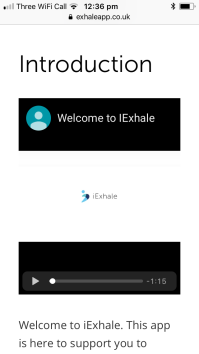 Three WiFi Call 12:36 pm
exhaleapp.co.uk
Introduction
Welcome to IExhale
iExhale
-1:15
Welcome to iExhale. This app
is here to support you to